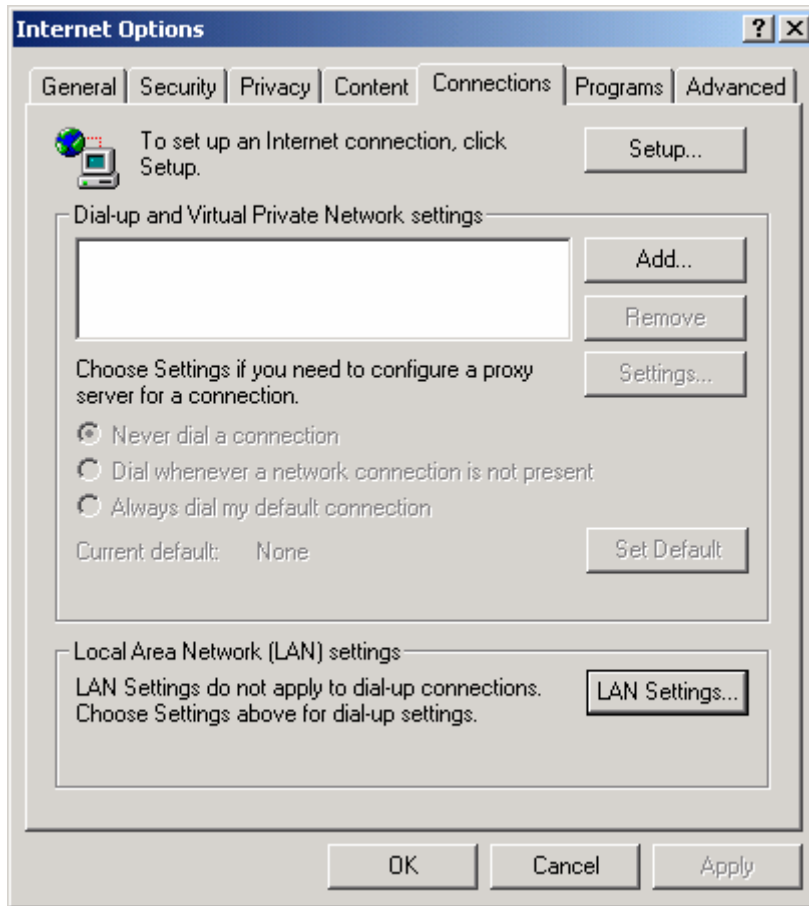 Internet Options
General Security Privacy Content Connections Programs Advanced
To set up an Internet connection, click
Setup.
Setup...
Dial-up and Virtual Private Network settings
Add...
Remove
Choose Settings if you need to configure a proxy
server for a connection.
Settings...
Never dial a connection
Dial whenever a network connection is not present
Always dial my default connection
Current default: None
Set Default
Local Area Network (LAN) settings
LAN Settings do not apply to dial-up connections.
Choose Settings above for dial-up settings.
LAN Settings...
OK Cancel Apply